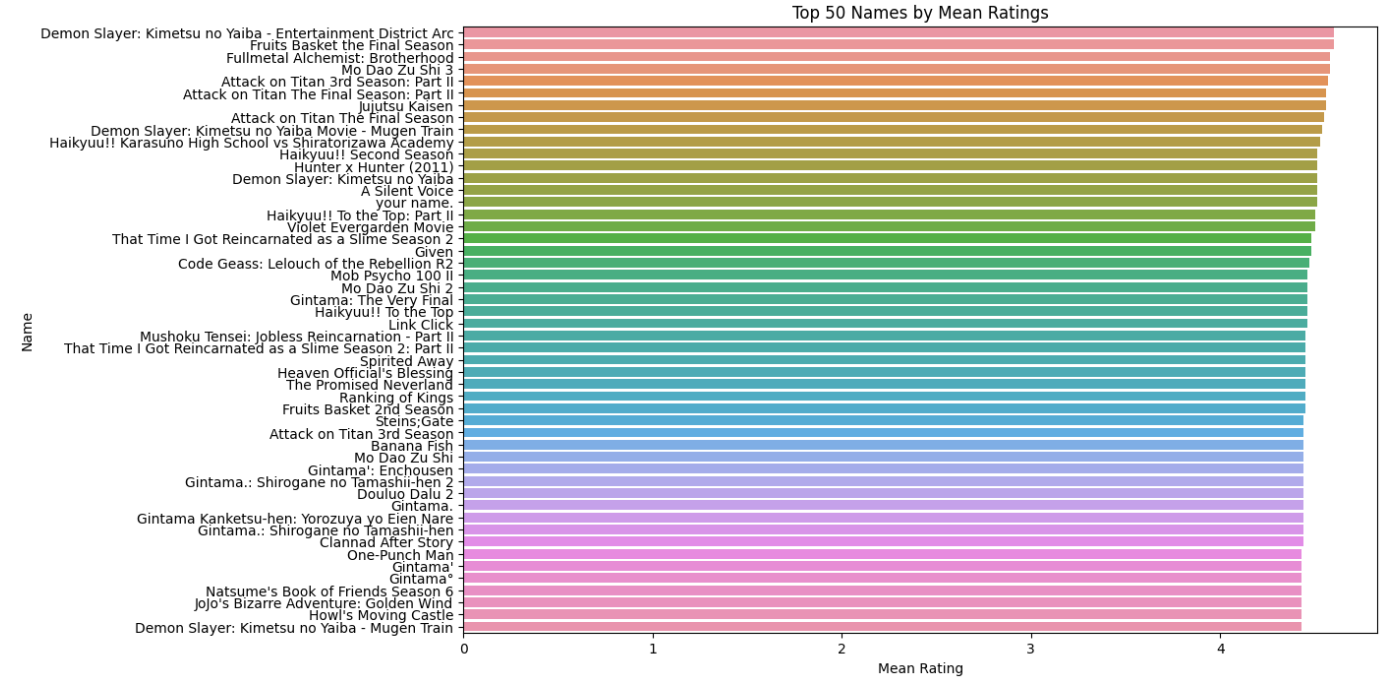 Top 50 Names by Mean Ratings
Demon Slayer: Kimetsu no Yaiba - Entertainment District Arc
Fruits Basket the Final Season
Fullmetal Alchemist: Brotherhood
Mo Dao Zu Shi 3
Attack on Titan 3rd Season: Part II
Attack on Titan The Final Season: Part II
Jujutsu Kaisen
Attack on Titan The Final Season
Demon Slayer: Kimetsu no Yaiba Movie - Mugen Train
Haikyuu!! Karasuno High School vs Shiratorizawa Academy
Haikyuu!! Second Season
Hunter x Hunter (2011)
Demon Slayer: Kimetsu no Yaiba
A Silent Voice
your name.
Haikyuu!! To the Top: Part II
Violet Evergarden Movie
That Time I Got Reincarnated as a Slime Season 2
Given
Code Geass: Lelouch of the Rebellion R2
Mob Psycho 100 II
Mo Dao Zu Shi 2
Gintama: The Very Final
Haikyuu!! To the Top
Link Click
Mushoku Tensei: Jobless Reincarnation - Part II
That Time I Got Reincarnated as a Slime Season 2: Part II
Spirited Away
Heaven Official's Blessing
The Promised Neverland
Ranking of Kings
Fruits Basket 2nd Season
Steins;Gate
Attack on Titan 3rd Season
Banana Fish
Mo Dao Zu Shi
Gintama': Enchousen
Gintama.: Shirogane no Tamashii-hen 2
Douluo Dalu 2
Gintama.
Gintama Kanketsu-hen: Yorozuya yo Eien Nare
Gintama.: Shirogane no Tamashii-hen
Clannad After Story
One-Punch Man
Gintama'
Gintama°
Natsume's Book of Friends Season 6
JoJo's Bizarre Adventure: Golden Wind
Howl's Moving Castle
Demon Slayer: Kimetsu no Yaiba - Mugen Train
Name
0 1 2 3 4
Mean Rating